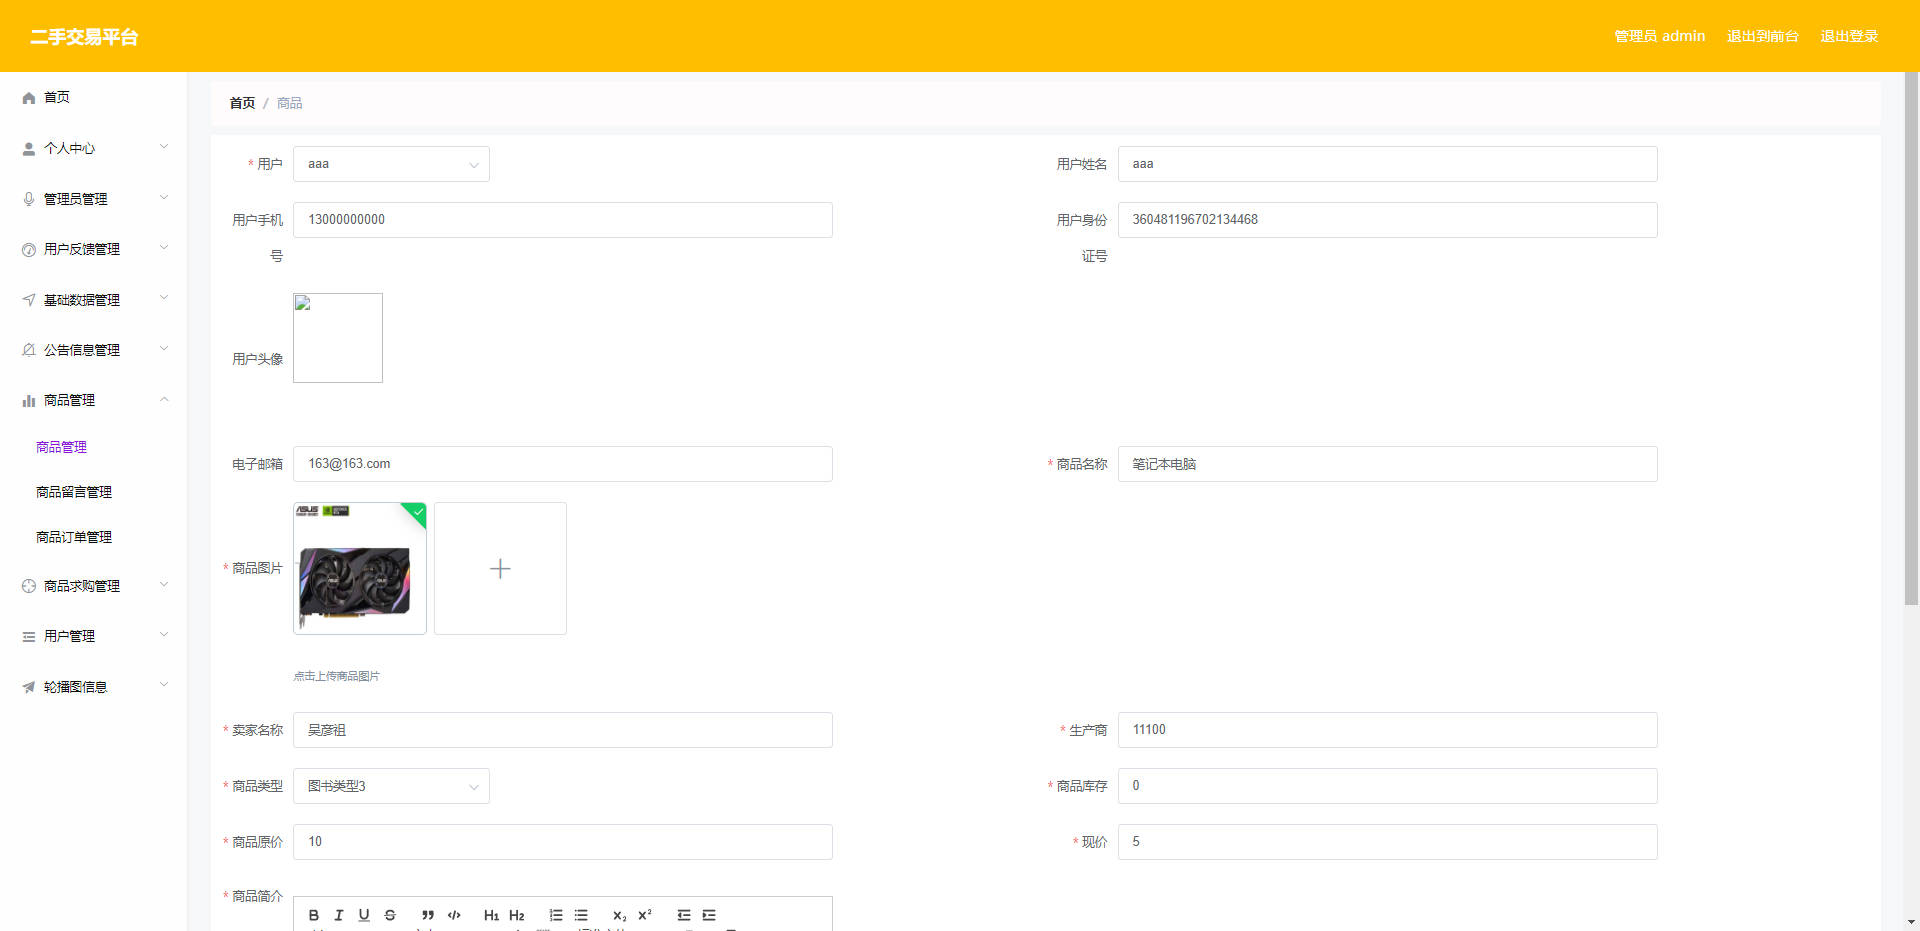 二手交易平台
管理员 admin 退出到前台 退出登录
首页
个人中心
管理员管理
用户反馈管理
基础数据管理
公告信息管理
商品管理
商品管理
商品留言管理
商品订单管理
商品求购管理
用户管理
轮播图信息
首页 / 商品
* 用户 aaa
用户姓名 aaa
用户手机号 13000000000
用户身份证号 360481196702134468
用户头像
电子邮箱 163@163.com
* 商品名称 笔记本电脑
* 商品图片
ASUS
点击上传商品图片
* 卖家名称 吴彦祖
* 生产商 11100
* 商品类型 图书类型3
* 商品库存 0
* 商品原价 10
* 现价 5
* 商品简介
B I U S H1 H2 X2 X2